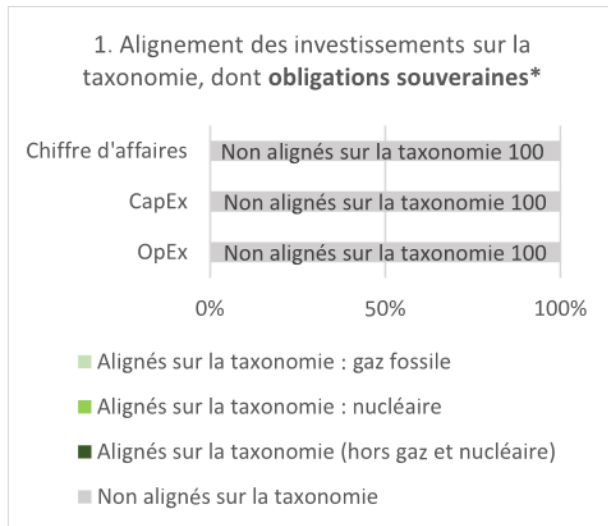 1. Alignement des investissements sur la
taxonomie, dont obligations souveraines*
Chiffre d'affaires
Non alignés sur la taxonomie 100
CapEx
Non alignés sur la taxonomie 100
OpEx
Non alignés sur la taxonomie 100
0%
50%
100%
Alignés sur la taxonomie : gaz fossile
Alignés sur la taxonomie : nucléaire
Alignés sur la taxonomie (hors gaz et nucléaire)
Non alignés sur la taxonomie